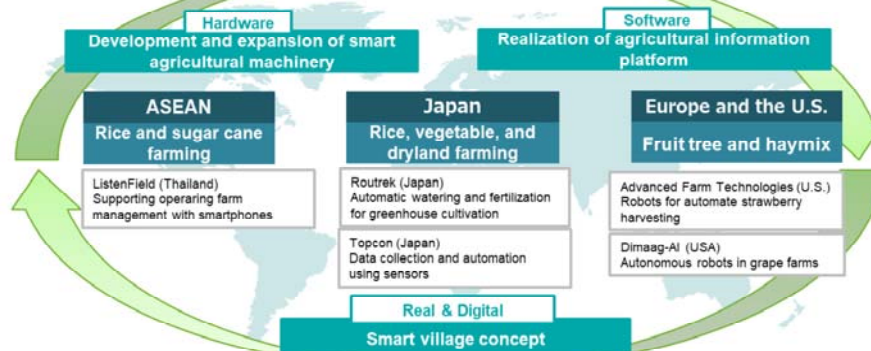 Hardware
Development and expansion of smart
agricultural machinery
Software
Realization of agricultural information
platform
ASEAN
Rice and sugar cane
farming
ListenField (Thailand)
Supporting operaring farm
management with smartphones
Japan
Rice, vegetable, and
dryland farming
Routrek (Japan)
Automatic watering and fertilization
for greenhouse cultivation
Topcon (Japan)
Data collection and automation
using sensors
Europe and the U.S.
Fruit tree and haymix
Advanced Farm Technologies (U.S.)
Robots for automate strawberry
harvesting
Dimaag-AI (USA)
Autonomous robots in grape farms
Real & Digital
Smart village concept